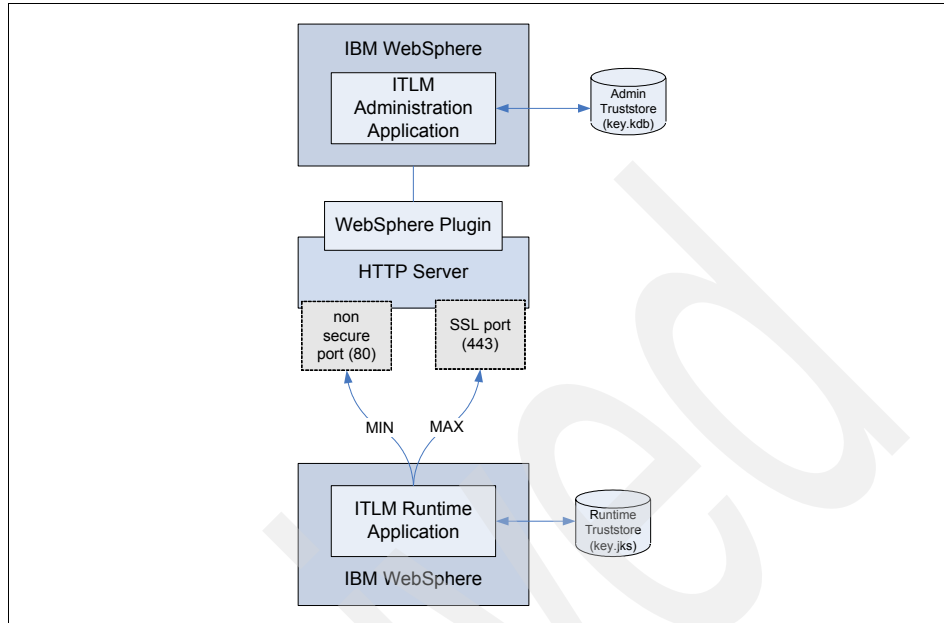 IBM WebSphere
ITLM
Administration
Application
Admin
Truststore
(key.kdb)
WebSphere Plugin
HTTP Server
non
secure
port (80)
SSL port
(443)
MIN
MAX
ITLM Runtime
Application
Runtime
Truststore
(key.jks)
IBM WebSphere